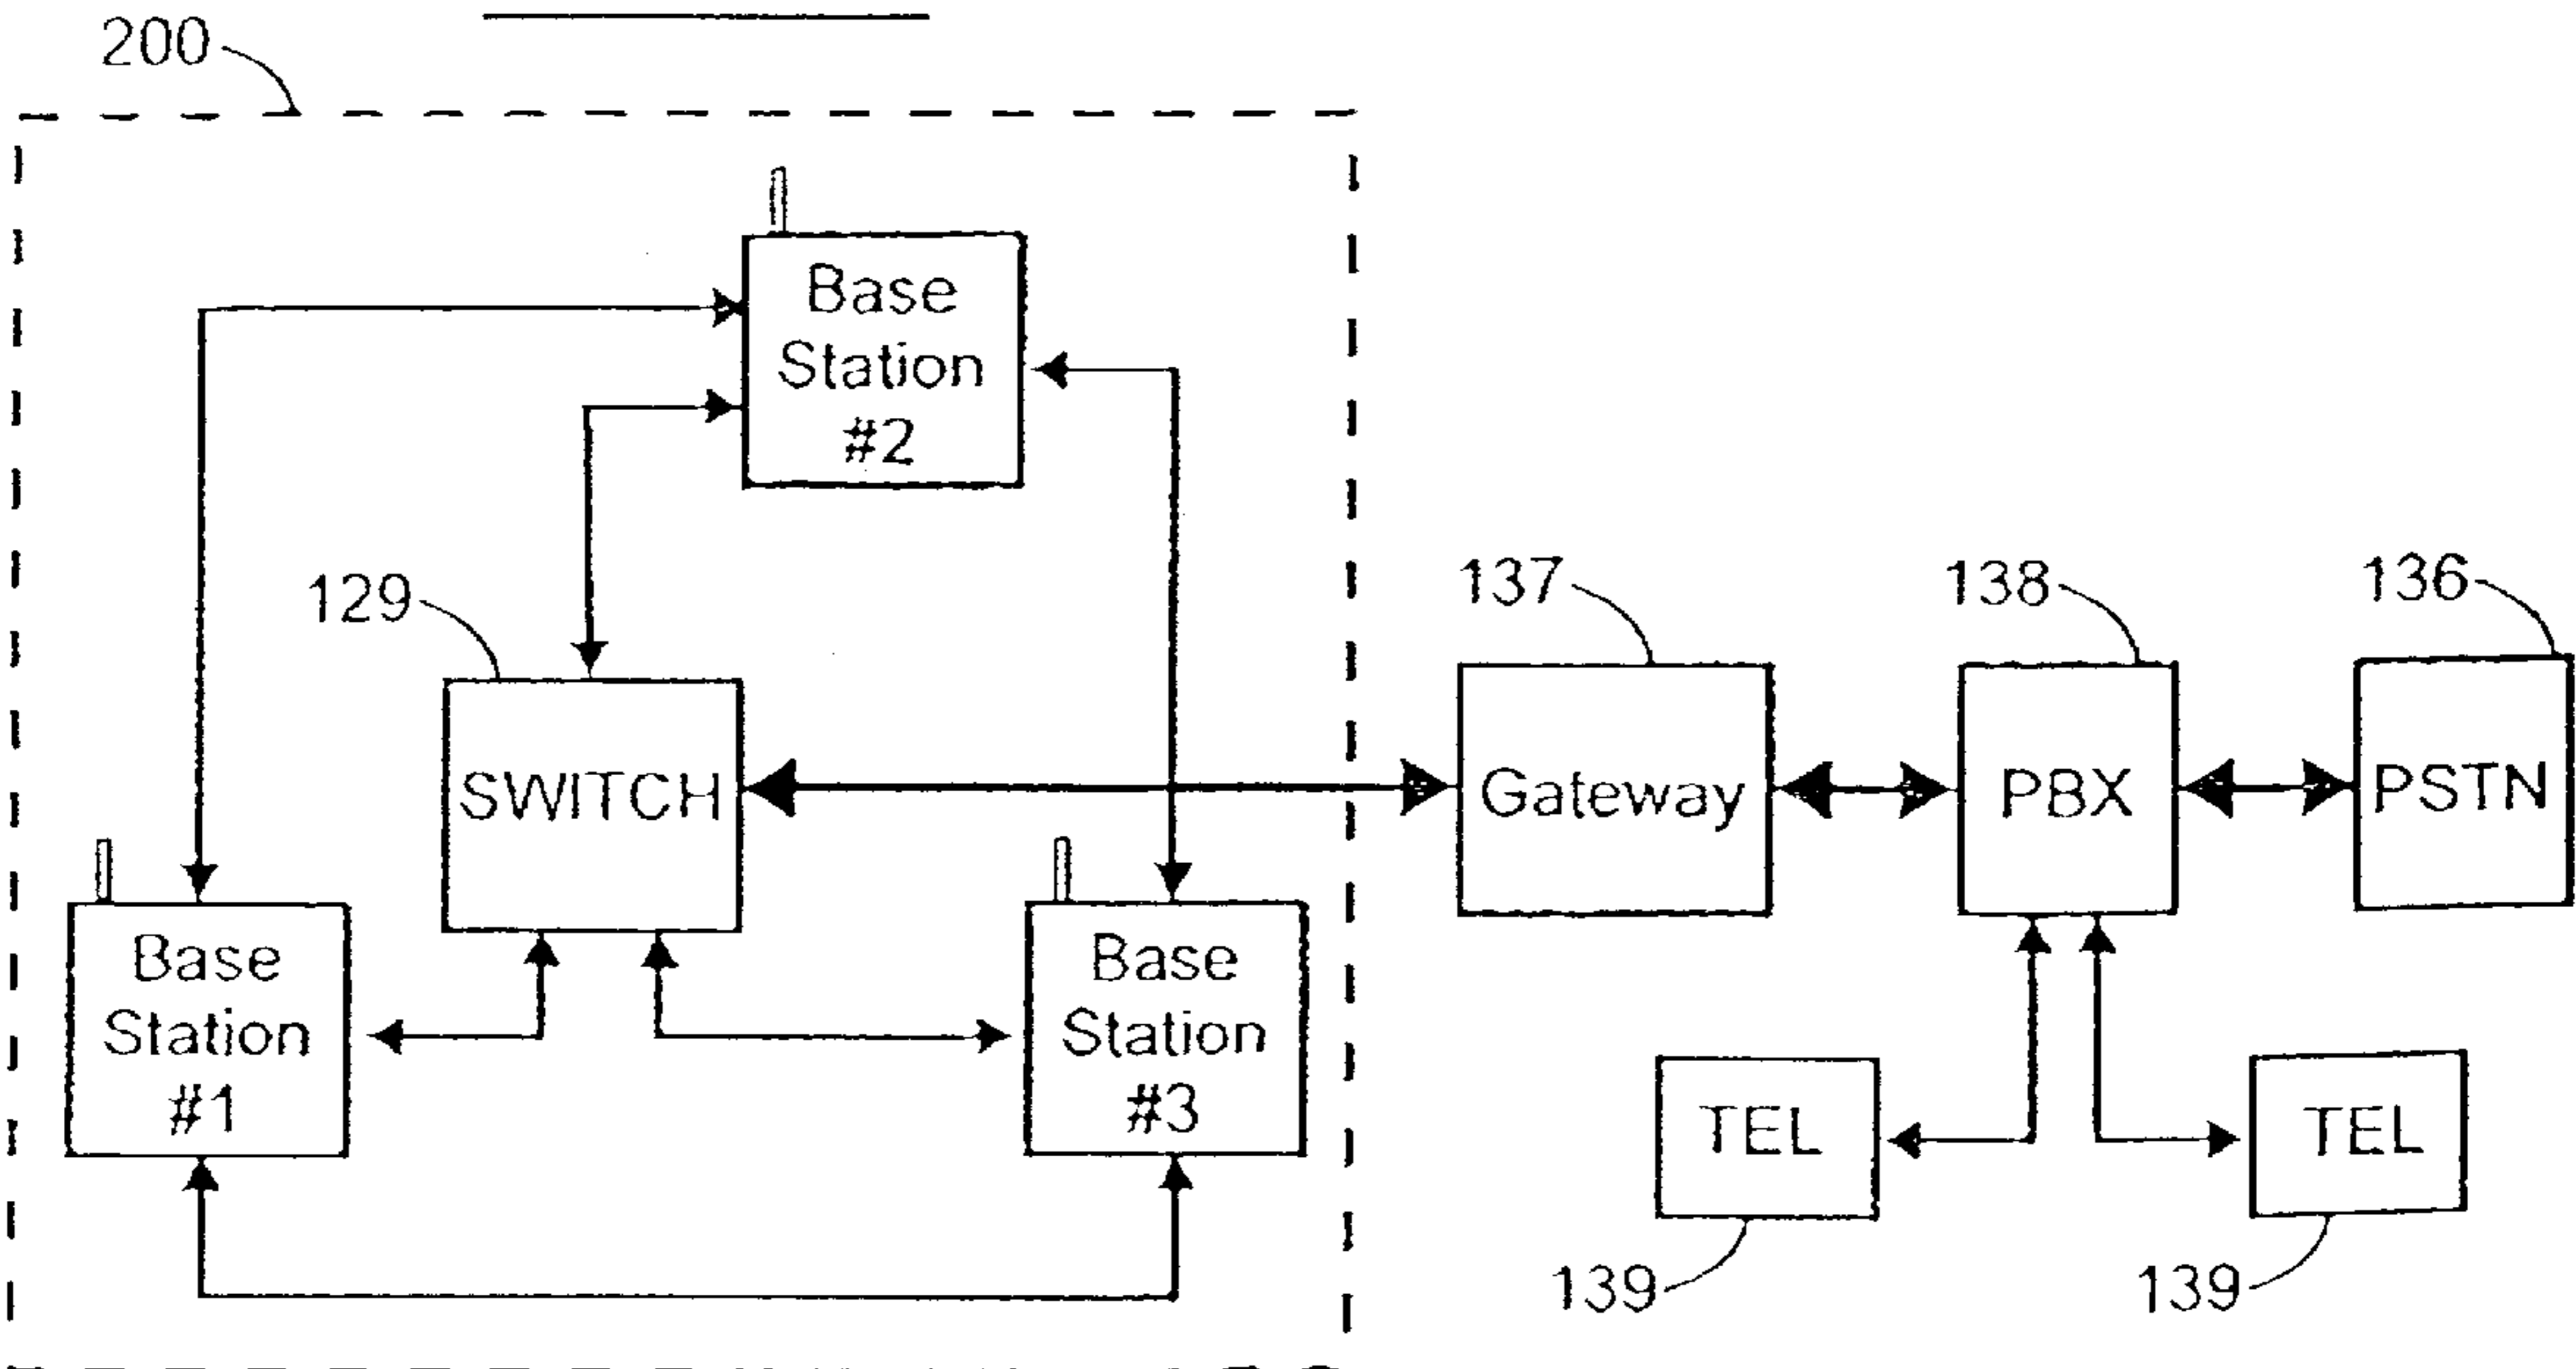 200
Base
Station
#2
129
137
138
136
SWITCH
Gateway
PBX
PSTN
Base
Station
#1
Base
Station
#3
TEL
TEL
139
139